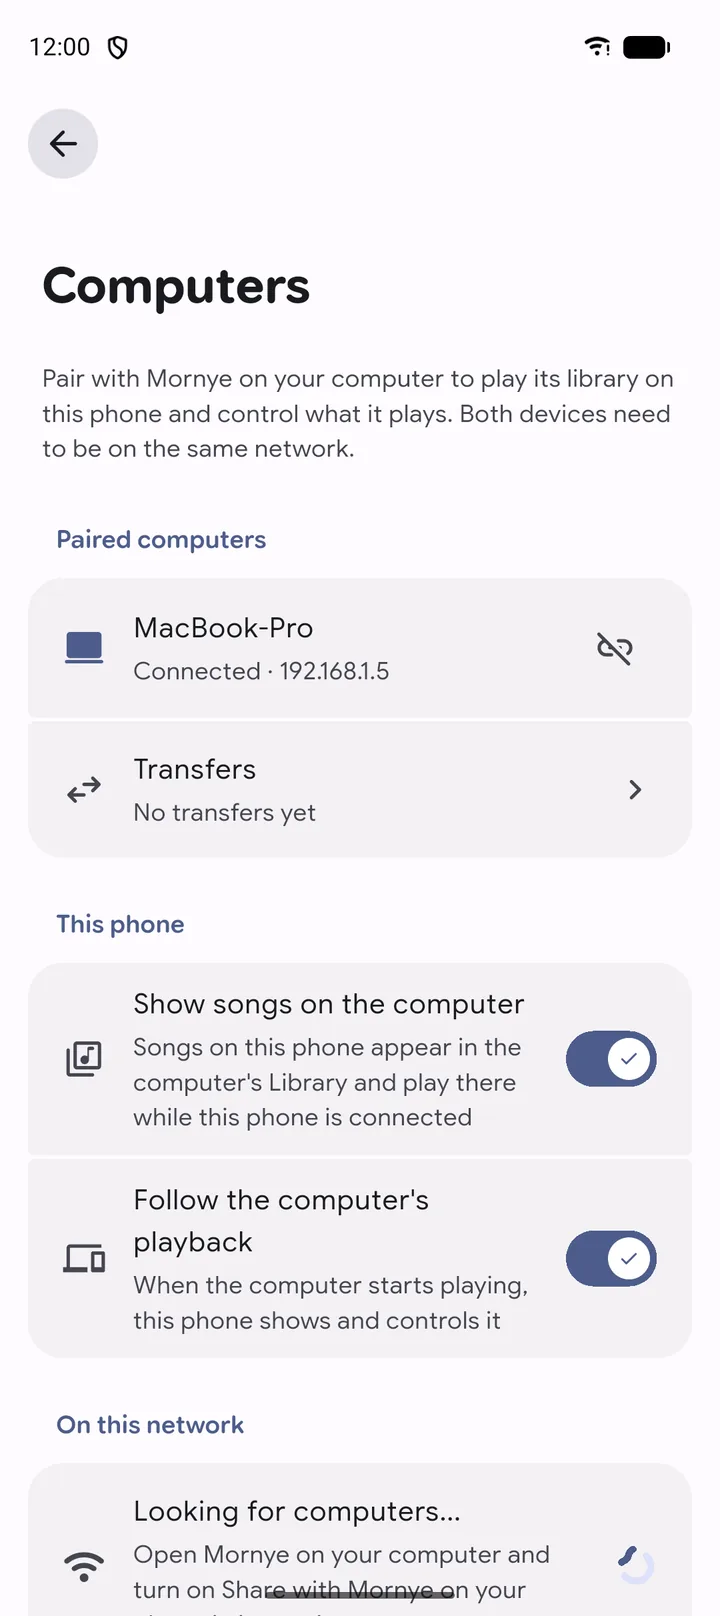 12:00
Computers
Pair with Mornye on your computer to play its library on
this phone and control what it plays. Both devices need
to be on the same network.
Paired computers
MacBook-Pro
Connected · 192.168.1.5
Transfers
No transfers yet
This phone
Show songs on the computer
Songs on this phone appear in the
computer's Library and play there
while this phone is connected
Follow the computer's
playback
When the computer starts playing,
this phone shows and controls it
On this network
Looking for computers...
Open Mornye on your computer and
turn on Share with Mornye on your